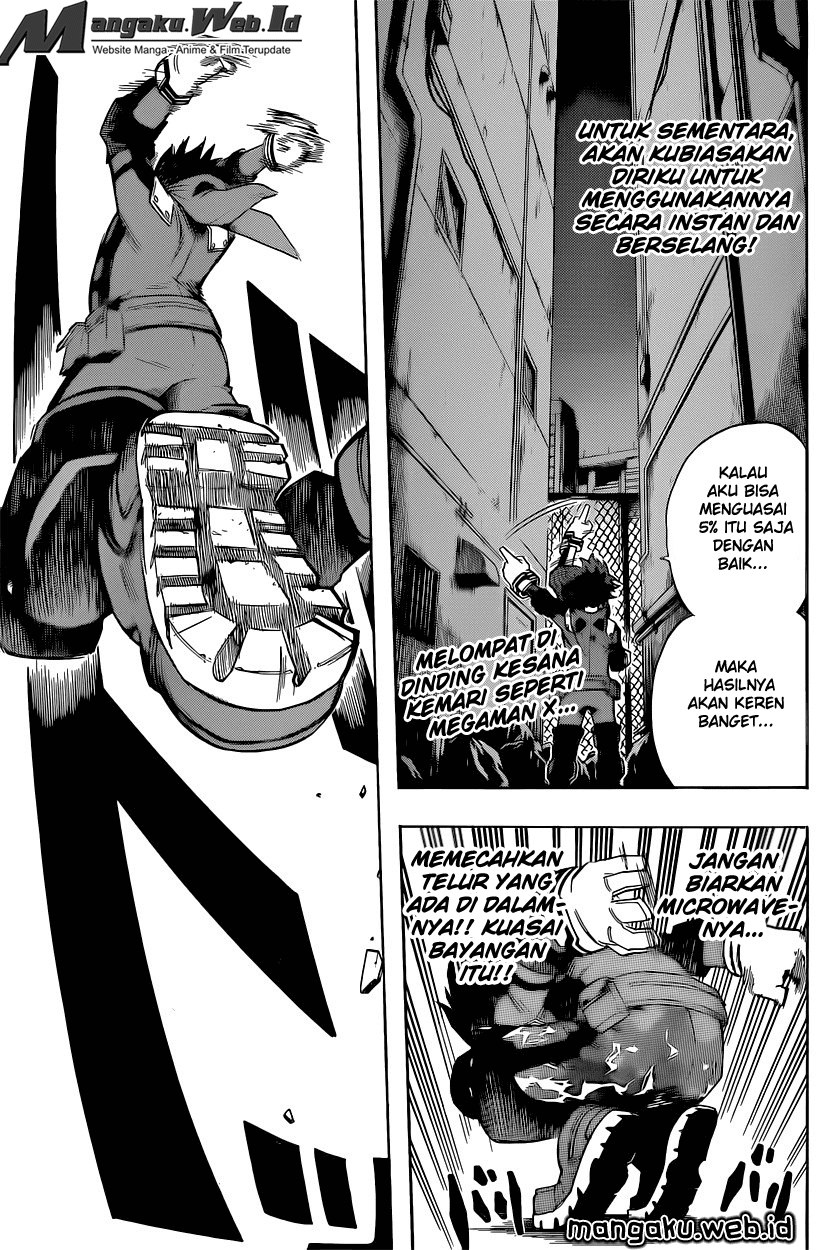 Mangaku.Web.Id
Website Manga - Anime & Film Terupdate
UNTUK SEMENTARA,
AKAN KUBIASAKAN
DIRIKU UNTUK
MENGGUNAKANNYA
SECARA INSTAN DAN
BERSELANG!
KALAU
AKU BISA
MENGUASAI
5% ITU SAJA
DENGAN
BAIK...
MAKA
HASILNYA
AKAN KEREN
BANGET...
MELOMPAT DI
DINDING KESANA
KEMARI SEPERTI
MEGAMAN X...
JANGAN
BIARKAN
MICROWAVE-
NYA...
MEMECAHKAN
TELUR YANG
ADA DI DALAM-
NYA!! KUASAI
BAYANGAN
ITU!!
mangaku.web.id